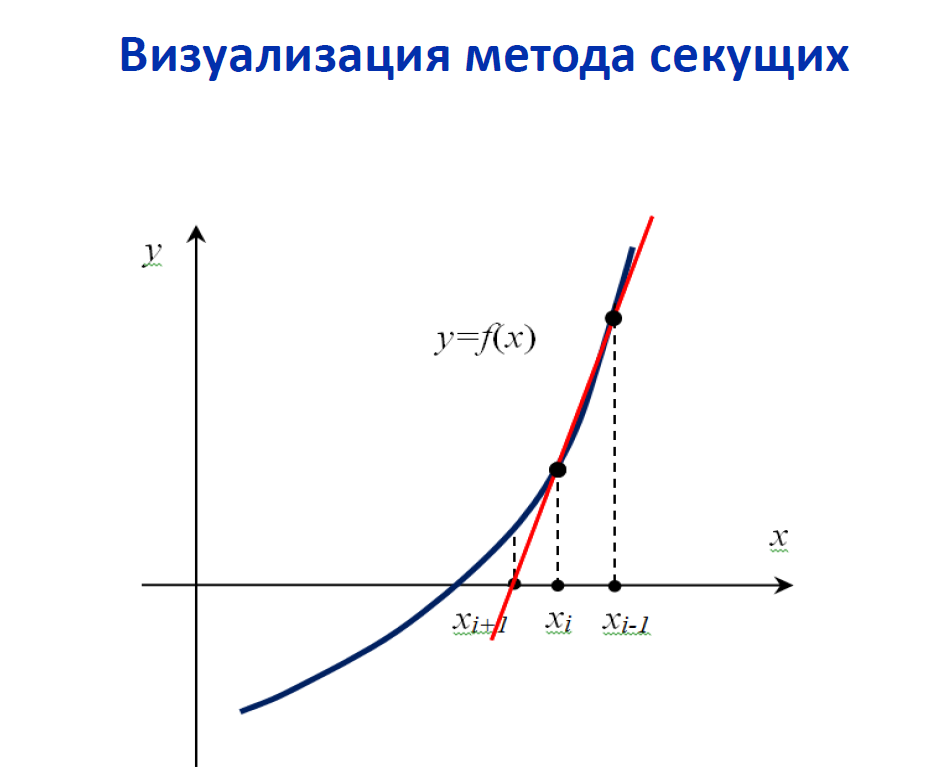 Визуализация метода секущих
y
y=f(x)
x
xi+1 xi xi-1